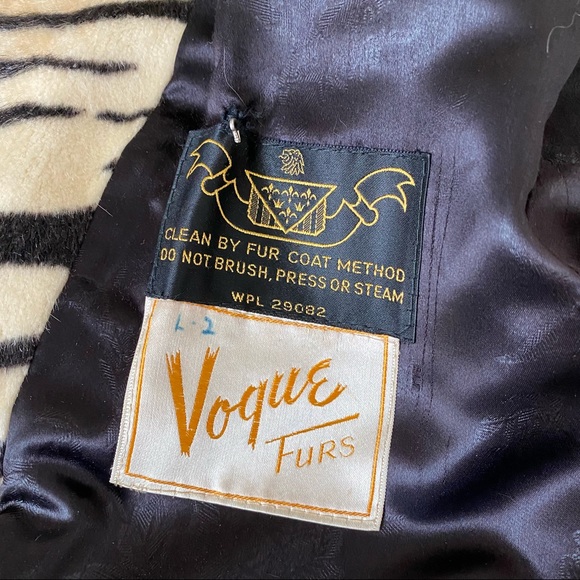 CLEAN BY FUR COAT METHOD
DO NOT BRUSH, PRESS OR STEAM
WPL 29082
L-2
Vogue
FURS